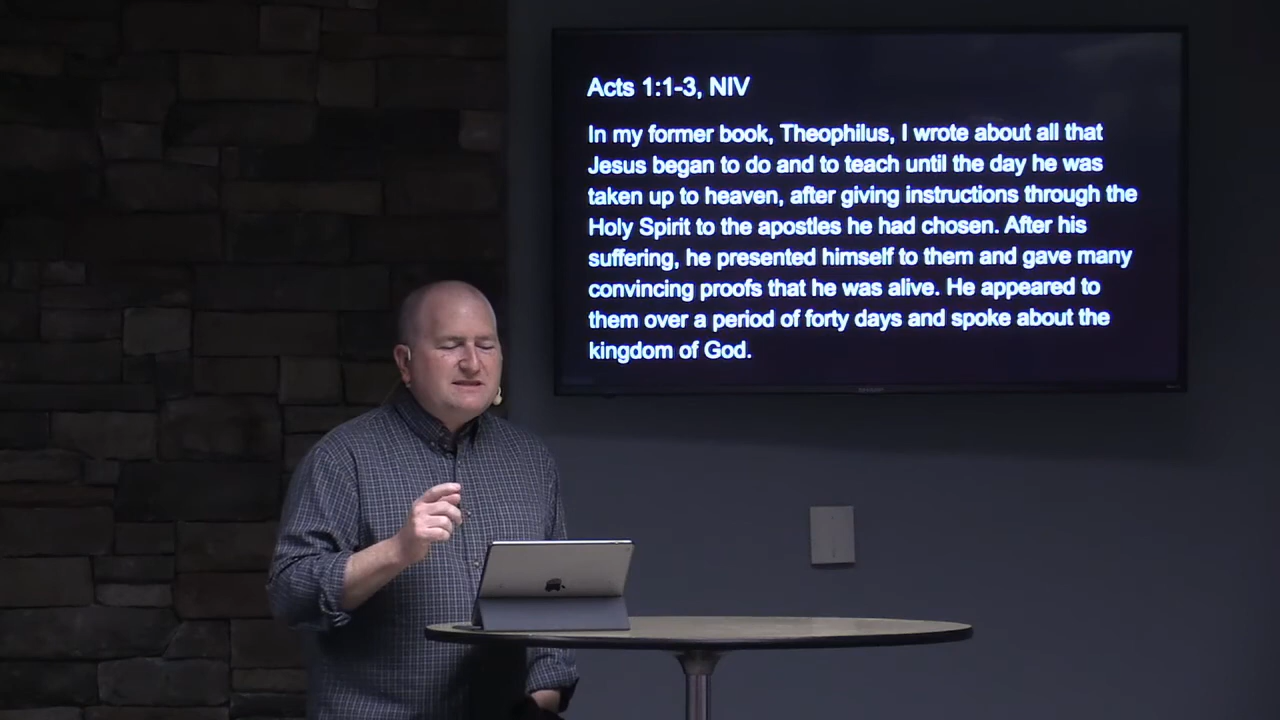 Acts 1:1-3, NIV
In my former book, Theophilus, I wrote about all that
Jesus began to do and to teach until the day he was
taken up to heaven, after giving instructions through the
Holy Spirit to the apostles he had chosen. After his
suffering, he presented himself to them and gave many
convincing proofs that he was alive. He appeared to
them over a period of forty days and spoke about the
kingdom of God.